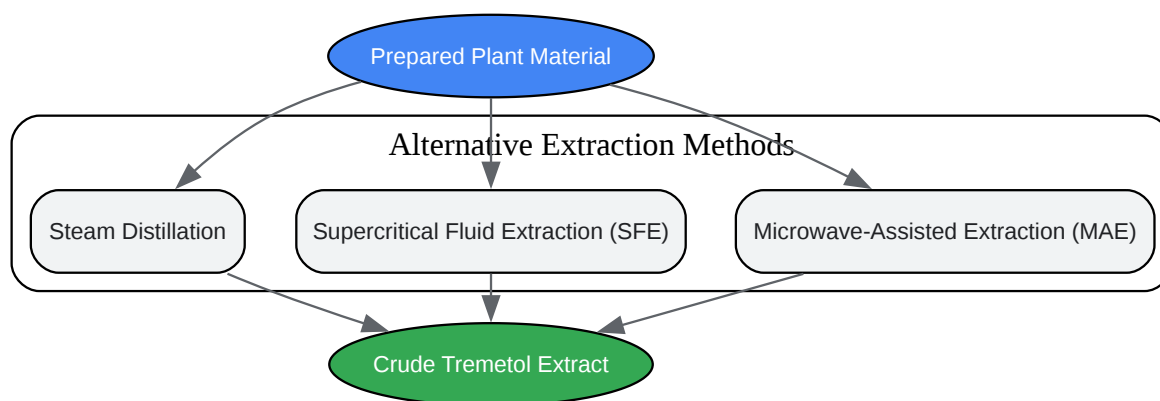 Prepared Plant Material
Alternative Extraction Methods
Steam Distillation
Supercritical Fluid Extraction (SFE)
Microwave-Assisted Extraction (MAE)
Crude Tremetol Extract